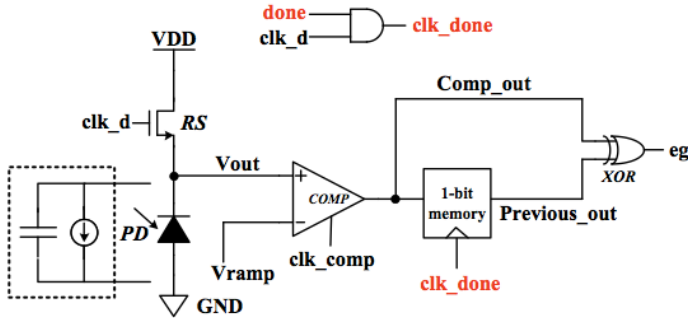 done
clk_d
clk_done
VDD
clk_d
RS
Vout
Comp_out
eg
XOR
COMP
1-bit
memory
Previous_out
PD
Vramp
clk_comp
clk_done
GND
+
−